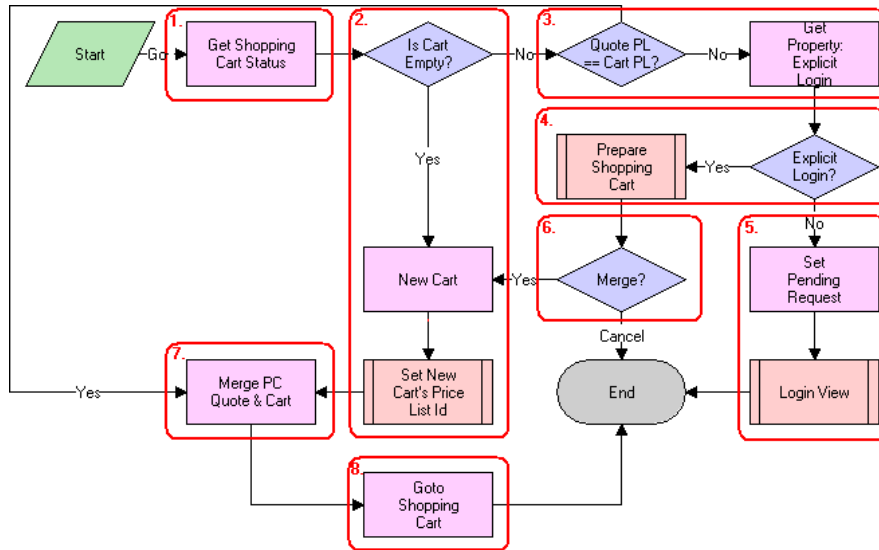 1.
2.
3.
Start
Go
Get Shopping
Cart Status
Is Cart
Empty?
No
Quote PL
== Cart PL?
No
Get
Property:
Explicit
Login
4.
Prepare
Shopping
Cart
Yes
Explicit
Login?
Yes
No
6.
5.
New Cart
Yes
Merge?
Set
Pending
Request
Cancel
7.
Yes
Merge PC
Quote & Cart
Set New
Cart's Price
List Id
End
Login View
8.
Goto
Shopping
Cart